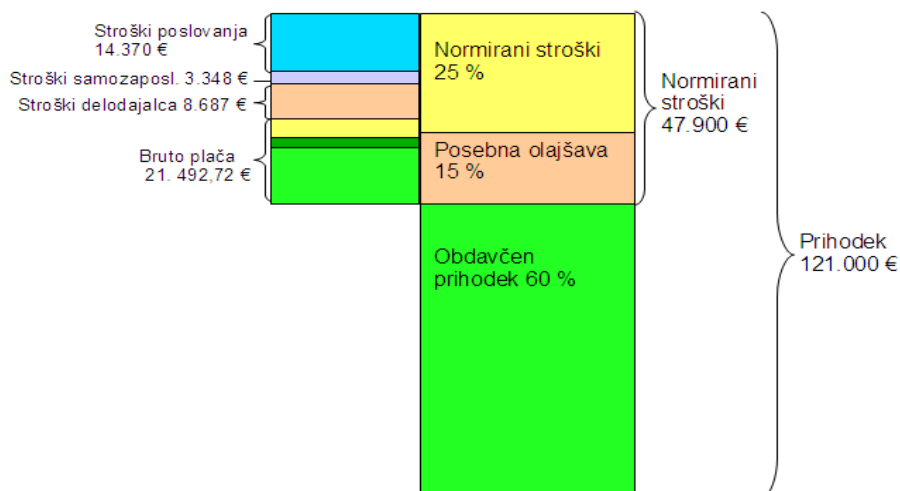 Stroški poslovanja
14.370 €
Stroški samozaposl. 3.348 €
Stroški delodajalca 8.687 €
Bruto plača
21. 492,72 €
Normirani stroški
25 %
Posebna olajšava
15 %
Obdavčen
prihodek 60 %
Normirani
stroški
47.900 €
Prihodek
121.000 €